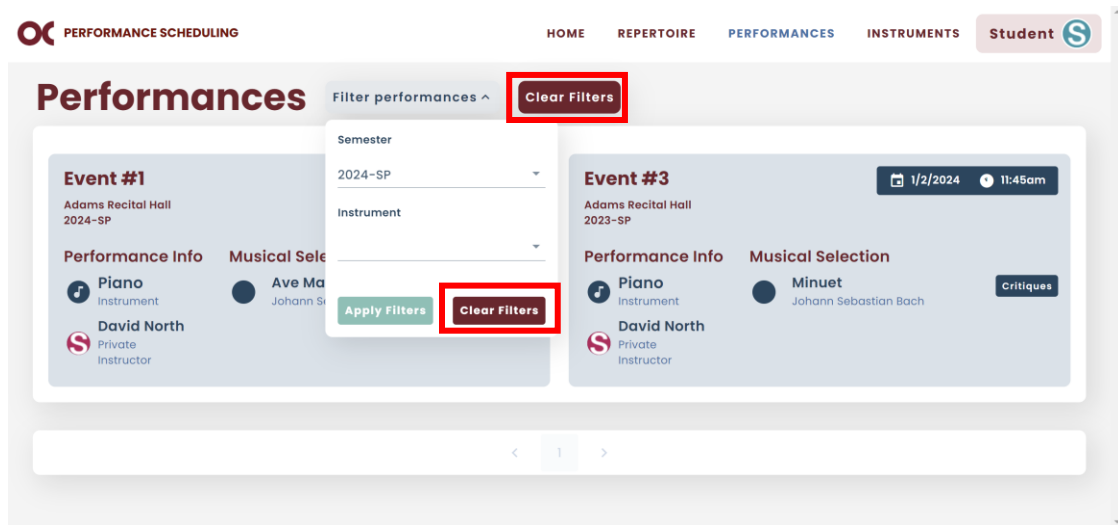 OC PERFORMANCE SCHEDULING
HOME REPERTOIRE PERFORMANCES INSTRUMENTS Student S
Performances
Filter performances
Clear Filters
Semester
2024-SP
Instrument
Apply Filters
Clear Filters
Event #1
Adams Recital Hall
2024-SP
Performance Info
Piano
Instrument
S
David North
Private
Instructor
Musical Sele
Ave Ma
Johann S
Event #3
1/2/2024 11:45am
Adams Recital Hall
2023-SP
Performance Info
Piano
Instrument
S
David North
Private
Instructor
Musical Selection
Minuet
Johann Sebastian Bach
Critiques
< 1 >